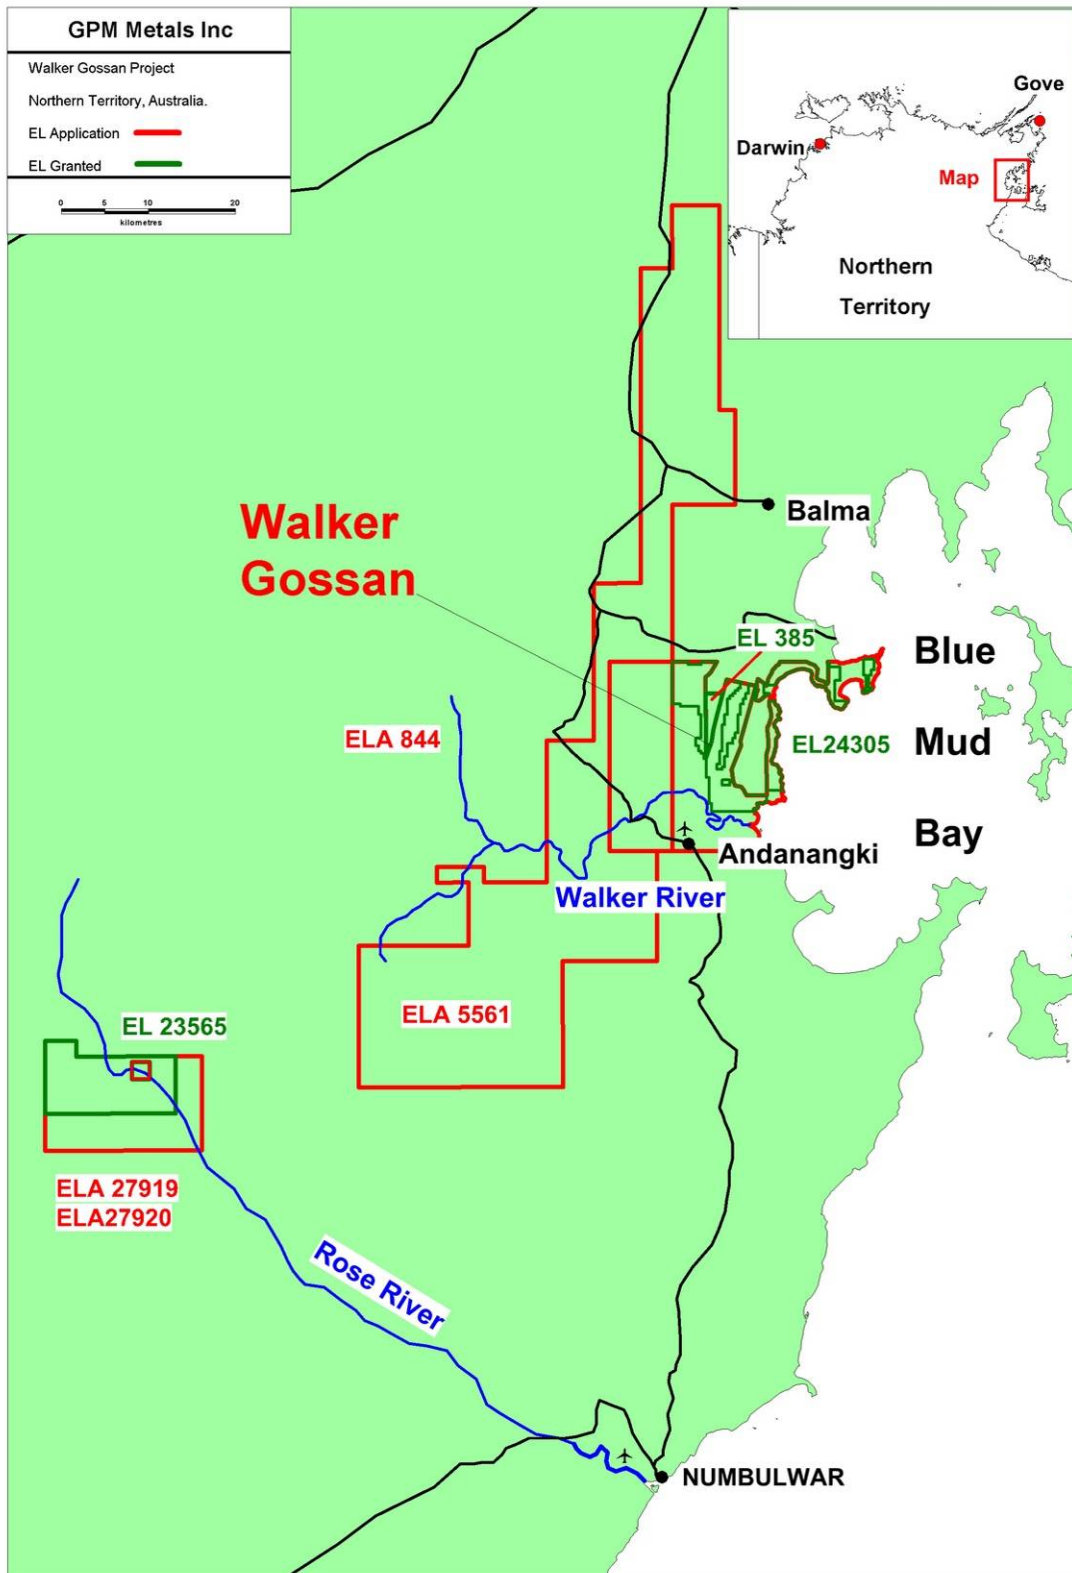 GPM Metals Inc
Walker Gossan Project
Northern Territory, Australia.
EL Application
EL Granted
0 5 10 20
kilometres
Gove
Darwin
Map
Northern
Territory
Walker
Gossan
Balma
EL 385
Blue
ELA 844
EL24305
Mud
Bay
Andanangki
Walker River
ELA 5561
EL 23565
ELA 27919
ELA27920
Rose River
NUMBULWAR